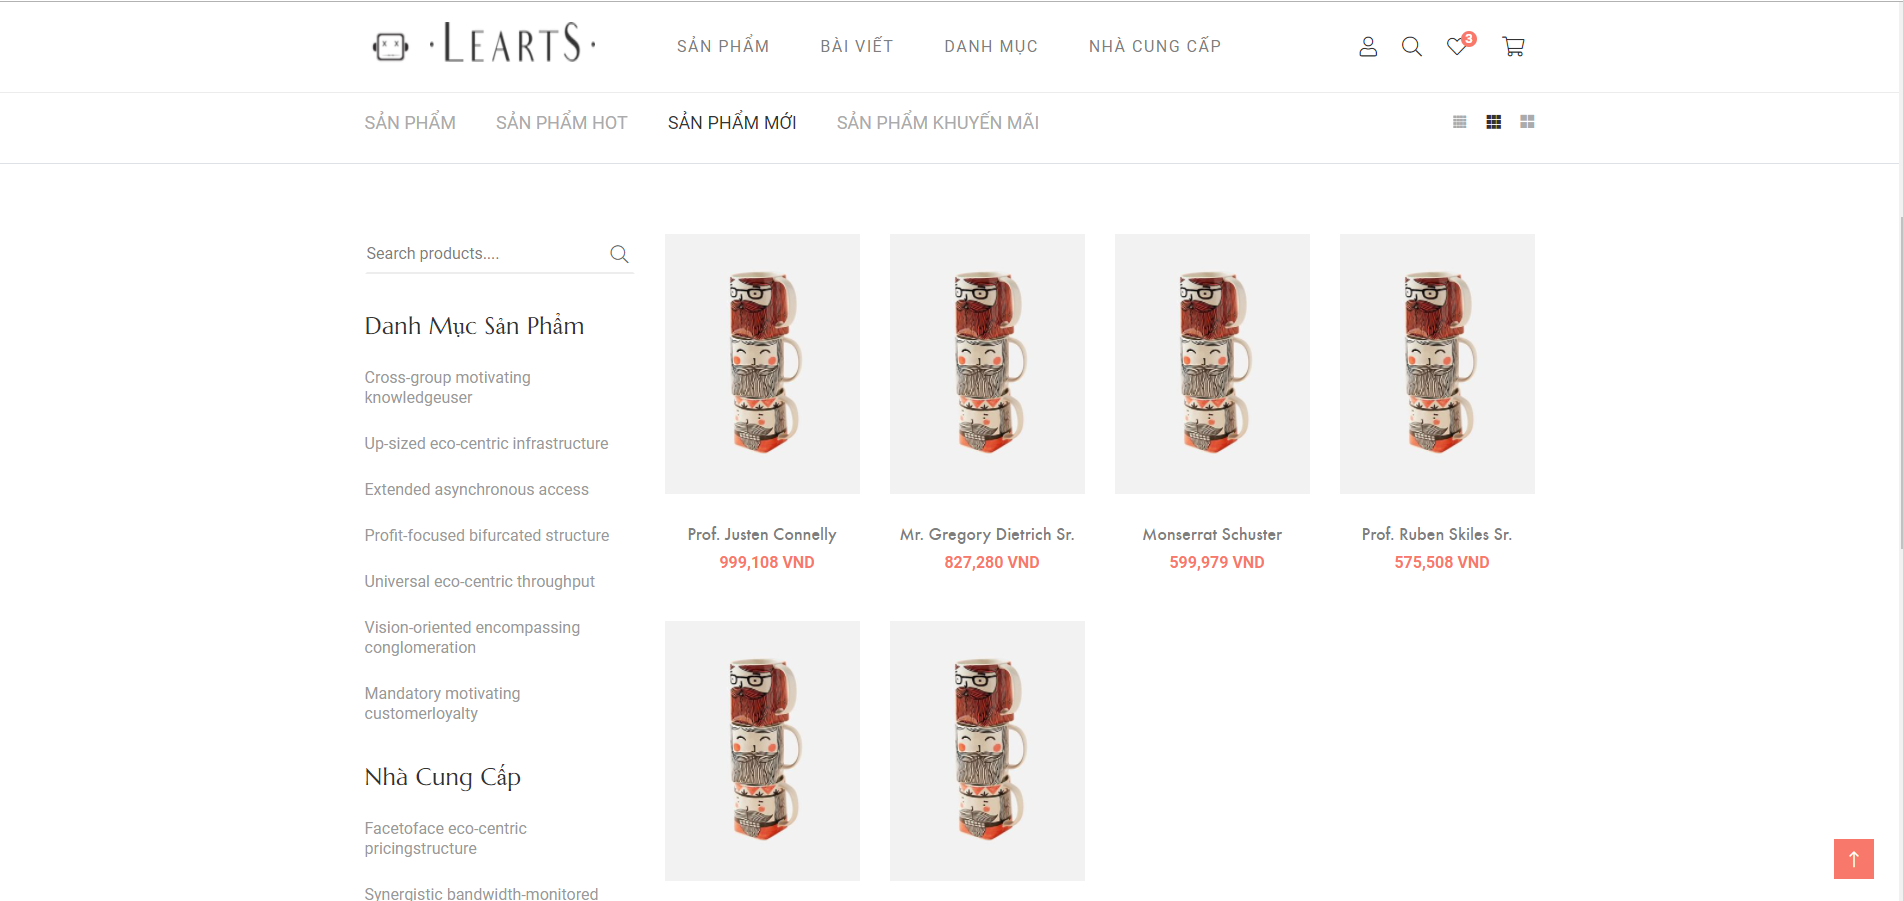 ·LEARTS·
SẢN PHẨM
BÀI VIẾT
DANH MỤC
NHÀ CUNG CẤP
3
SẢN PHẨM
SẢN PHẨM HOT
SẢN PHẨM MỚI
SẢN PHẨM KHUYẾN MÃI
Search products....
Danh Mục Sản Phẩm
Cross-group motivating
knowledgeuser
Up-sized eco-centric infrastructure
Extended asynchronous access
Profit-focused bifurcated structure
Universal eco-centric throughput
Vision-oriented encompassing
conglomeration
Mandatory motivating
customerloyalty
Nhà Cung Cấp
Facetoface eco-centric
pricingstructure
Synergistic bandwidth-monitored
Prof. Justen Connelly
999,108 VND
Mr. Gregory Dietrich Sr.
827,280 VND
Monserrat Schuster
599,979 VND
Prof. Ruben Skiles Sr.
575,508 VND